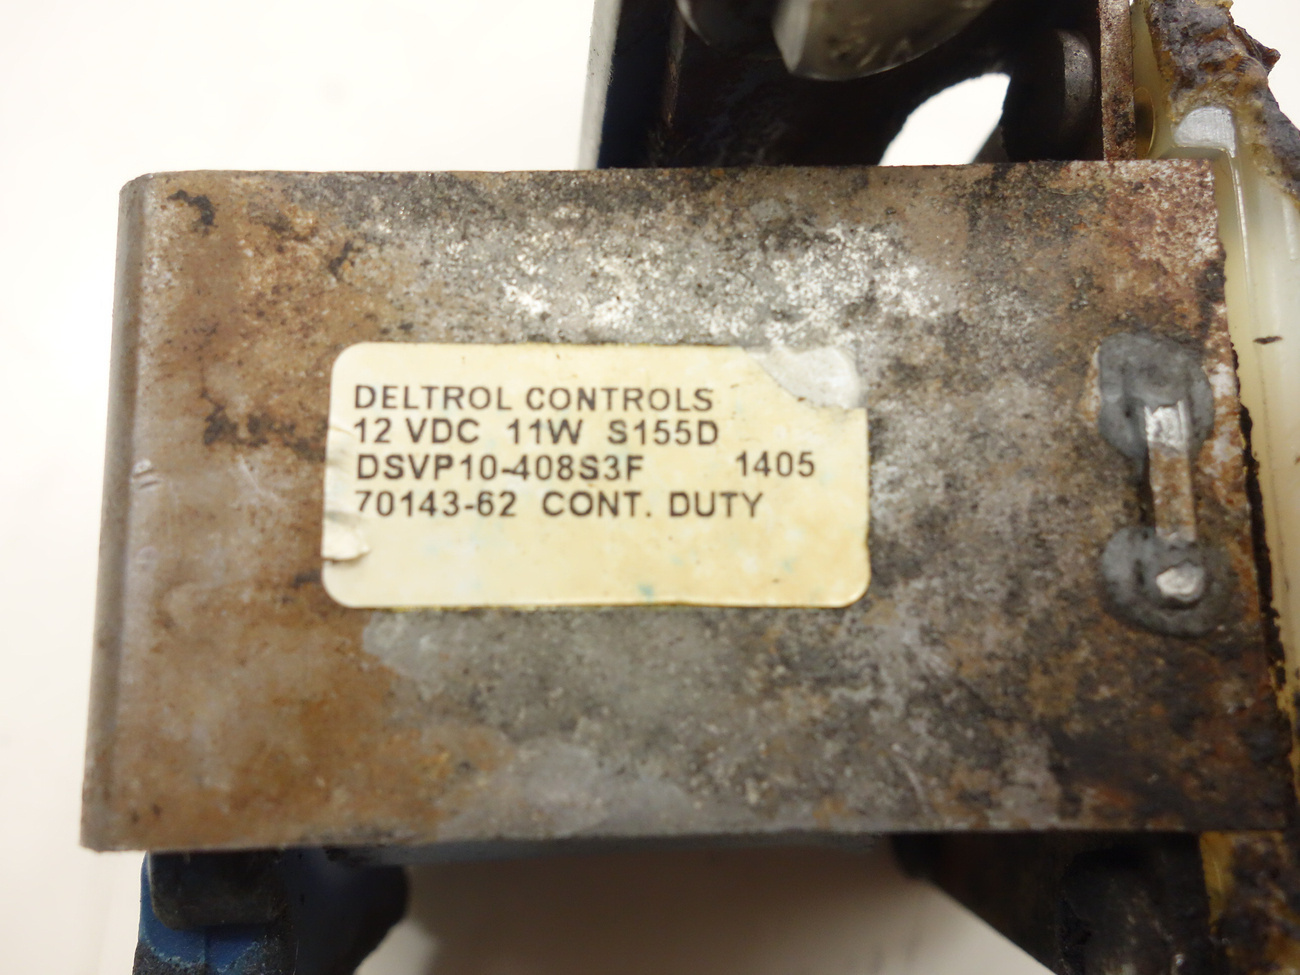 DELTROL CONTROLS
12 VDC 11W S155D
DSVP10-408S3F 1405
70143-62 CONT. DUTY